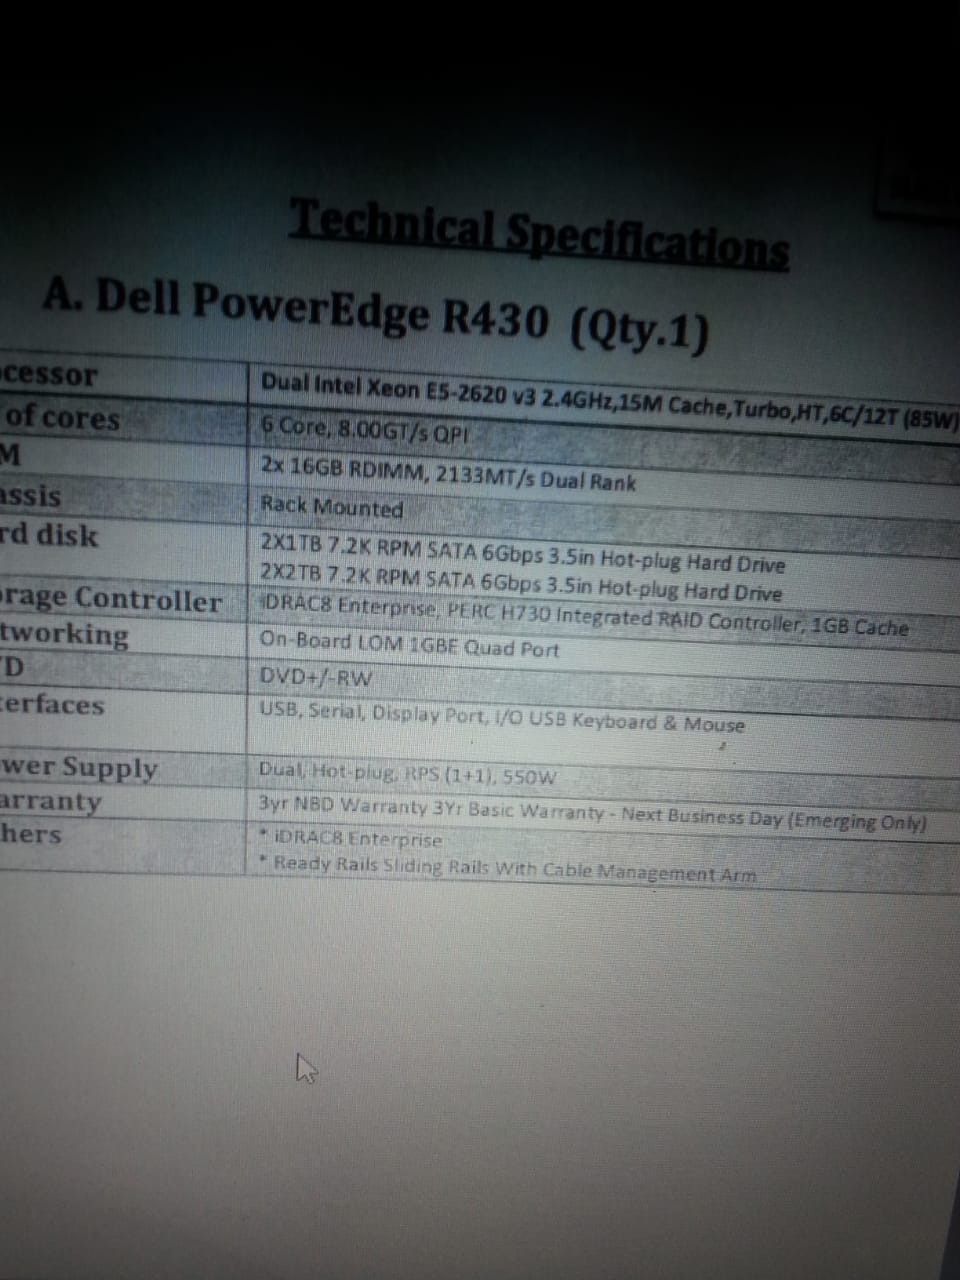 Technical Specifications
A. Dell PowerEdge R430 (Qty.1)
cessor Dual Intel Xeon E5-2620 v3 2.4GHz,15M Cache,Turbo,HT,6C/12T (85W)
of cores 6 Core, 8.00GT/s QPI
M 2x 16GB RDIMM, 2133MT/s Dual Rank
assis Rack Mounted
rd disk 2X1TB 7.2K RPM SATA 6Gbps 3.5in Hot-plug Hard Drive
2X2TB 7.2K RPM SATA 6Gbps 3.5in Hot-plug Hard Drive
orage Controller iDRAC8 Enterprise, PERC H730 Integrated RAID Controller, 1GB Cache
tworking On-Board LOM 1GBE Quad Port
D DVD+/-RW
terfaces USB, Serial, Display Port, I/O USB Keyboard & Mouse
wer Supply Dual, Hot-plug, RPS (1+1), 550W
arranty 3yr NBD Warranty 3Yr Basic Warranty - Next Business Day (Emerging Only)
hers * iDRAC8 Enterprise
* Ready Rails Sliding Rails With Cable Management Arm